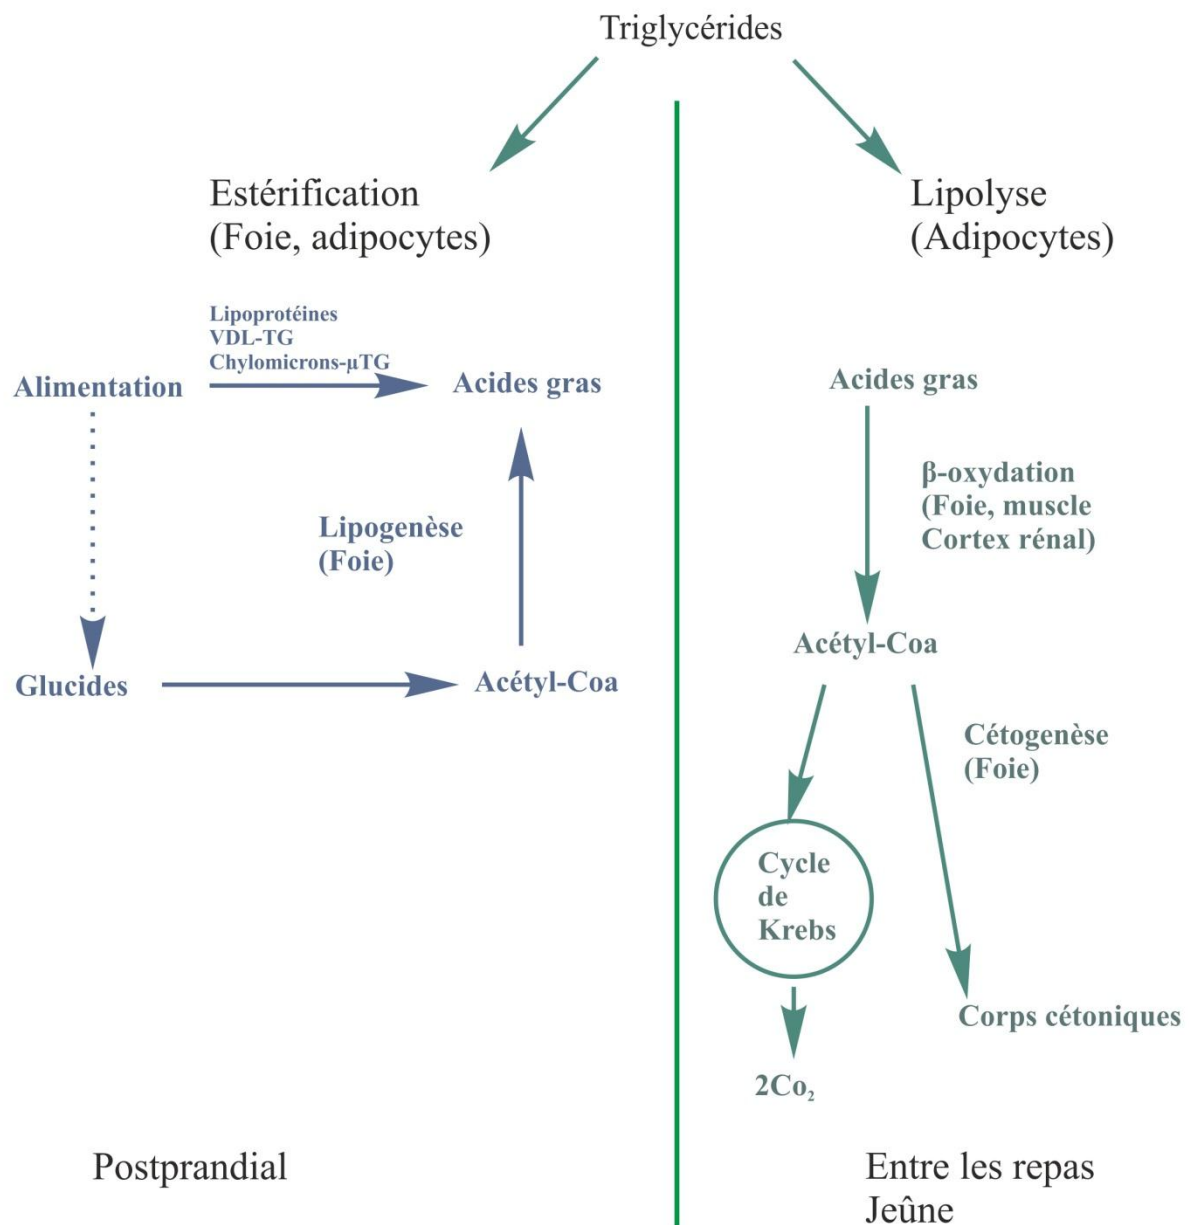 Triglycérides
Estérification
(Foie, adipocytes)
Lipoprotéines
VDL-TG
Chylomicrons-µTG
Alimentation
Acides gras
Lipogenèse
(Foie)
Glucides
Acétyl-Coa
Postprandial
Lipolyse
(Adipocytes)
Acides gras
β-oxydation
(Foie, muscle
Cortex rénal)
Acétyl-Coa
Cétogenèse
(Foie)
Cycle
de
Krebs
Corps cétoniques
2Co₂
Entre les repas
Jeûne